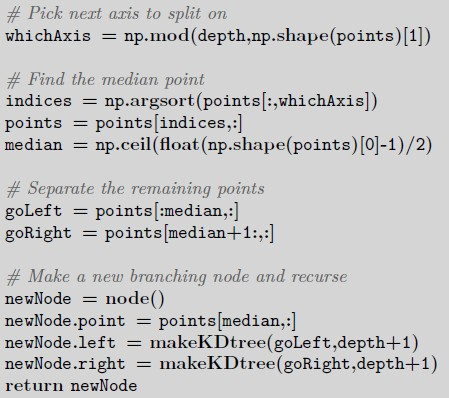 # Pick next axis to split on
whichAxis = np.mod(depth,np.shape(points)[1])
# Find the median point
indices = np.argsort(points[:,whichAxis])
points = points[indices,:]
median = np.ceil(float(np.shape(points)[0]-1)/2)
# Separate the remaining points
goLeft = points[:median,:]
goRight = points[median+1:,:]
# Make a new branching node and recurse
newNode = node()
newNode.point = points[median,:]
newNode.left = makeKDtree(goLeft,depth+1)
newNode.right = makeKDtree(goRight,depth+1)
return newNode